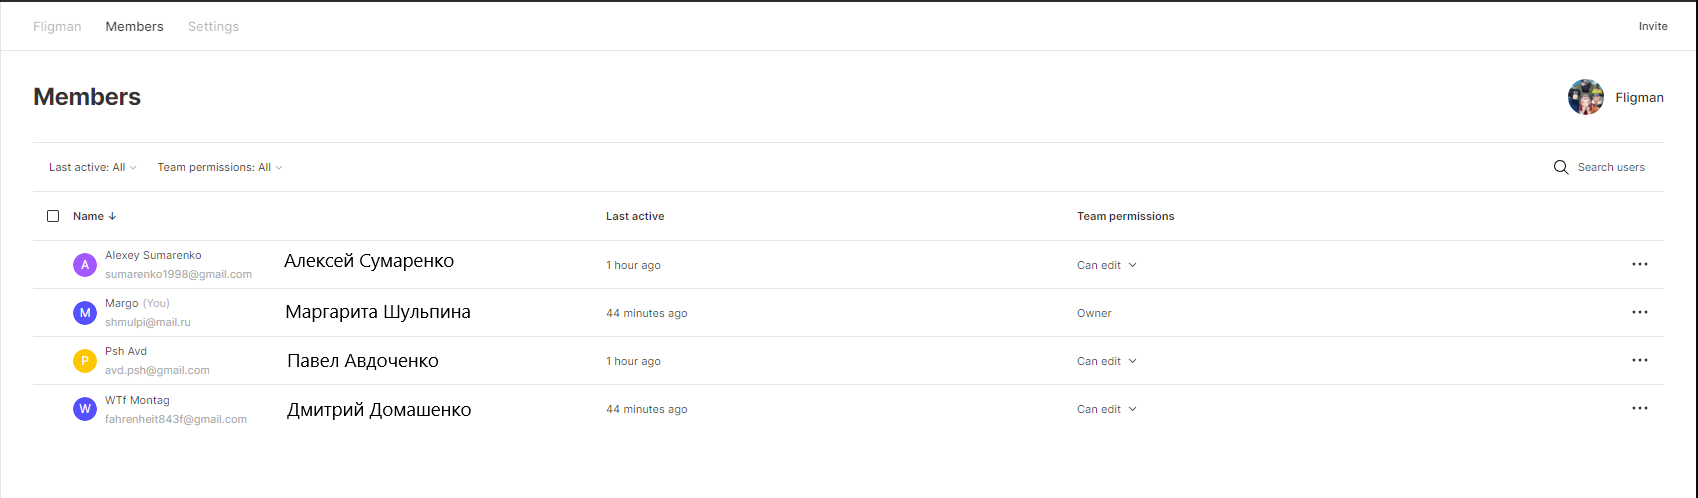 Fligman Members Settings Invite
Members
Fligman
Last active: All Team permissions: All Search users
Name ↓ Last active Team permissions
Alexey Sumarenko
sumarenko1998@gmail.com
Алексей Сумаренко
1 hour ago Can edit
Margo (You)
shmulpi@mail.ru
Маргарита Шульпина
44 minutes ago Owner
Psh Avd
avd.psh@gmail.com
Павел Авдоченко
1 hour ago Can edit
WTf Montag
fahrenheit843f@gmail.com
Дмитрий Домашенко
44 minutes ago Can edit
A
M
P
W